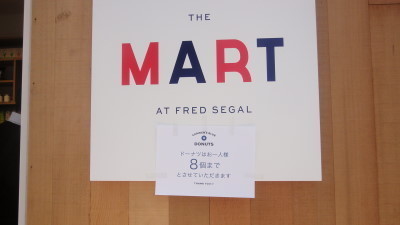 THE
MART
AT FRED SEGAL
DONUTS
ドーナツはお一人様
8個まで
とさせていただきます